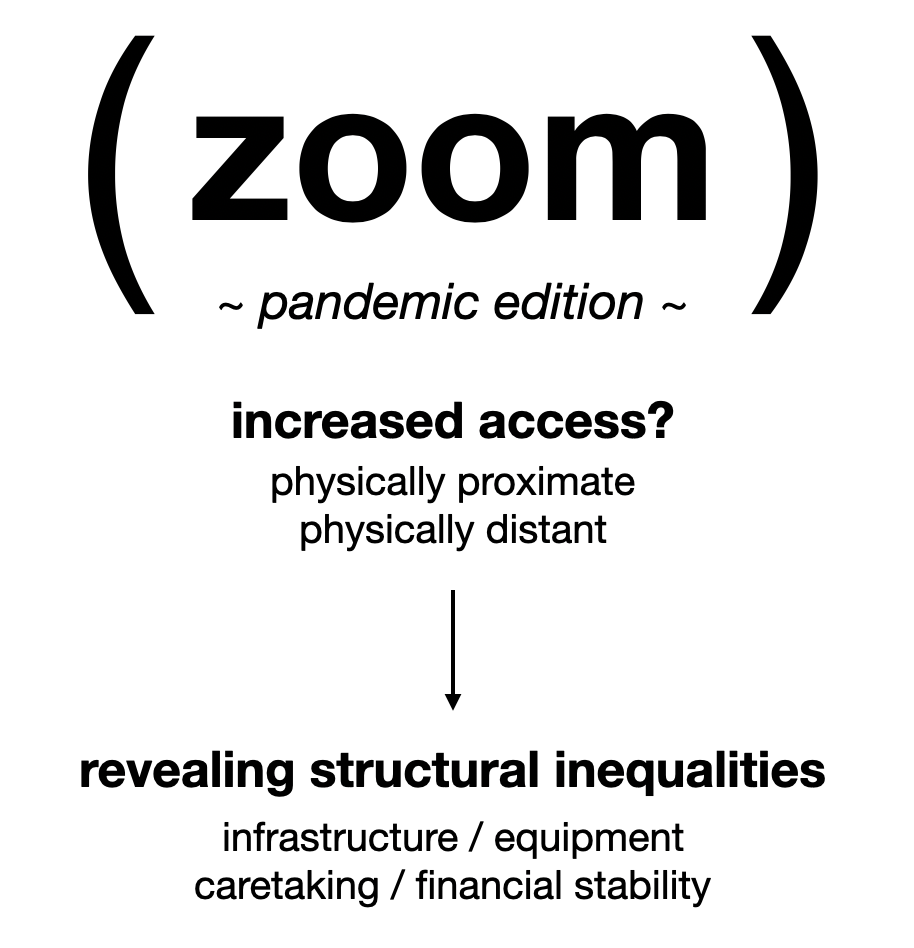 ( zoom )
~ pandemic edition ~
increased access?
physically proximate
physically distant
revealing structural inequalities
infrastructure / equipment
caretaking / financial stability